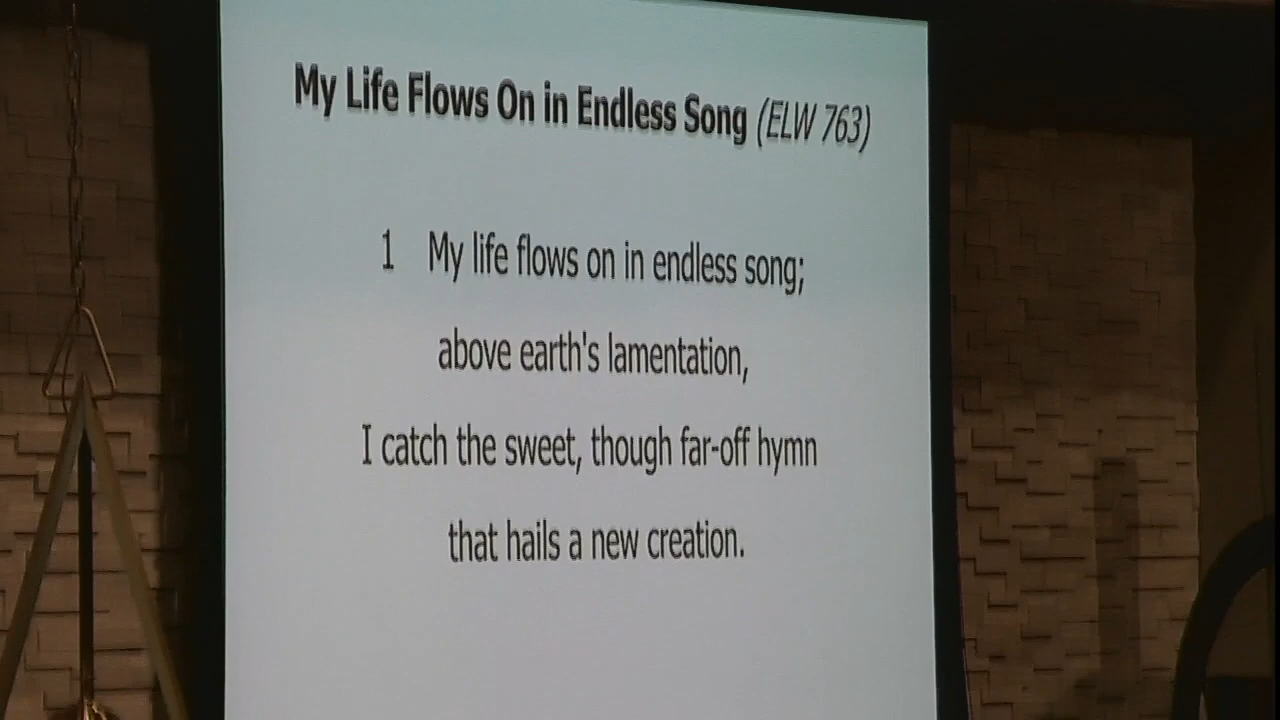 My Life Flows On in Endless Song (ELW 763)
1 My life flows on in endless song;
above earth's lamentation,
I catch the sweet, though far-off hymn
that hails a new creation.